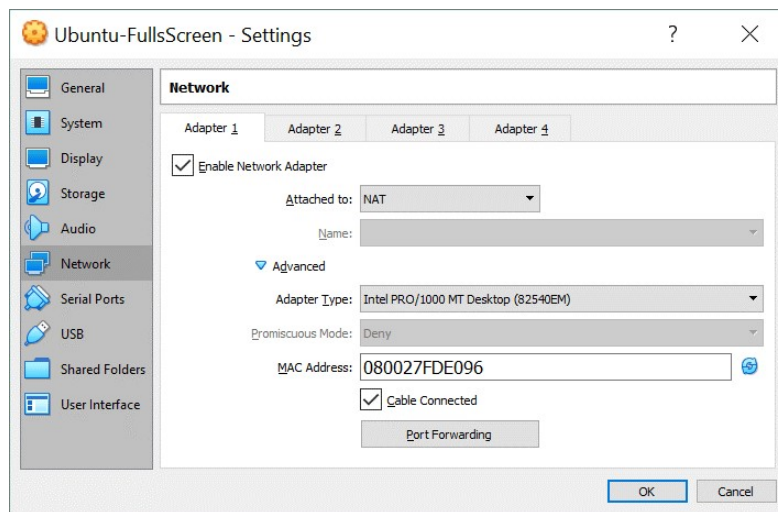 Ubuntu-FullsScreen - Settings
?
General
System
Display
Storage
Audio
Network
Serial Ports
USB
Shared Folders
User Interface
Network
Adapter 1
Adapter 2
Adapter 3
Adapter 4
Enable Network Adapter
Attached to: NAT
Name:
Advanced
Adapter Type: Intel PRO/1000 MT Desktop (82540EM)
Promiscuous Mode: Deny
MAC Address: 080027FDE096
Cable Connected
Port Forwarding
OK
Cancel